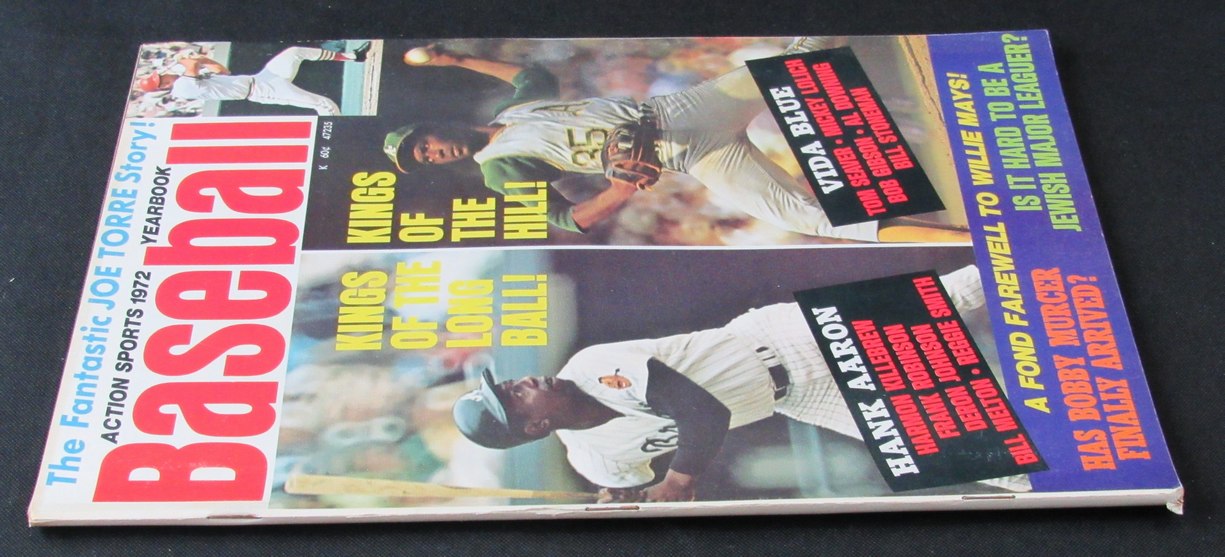 The Fantastic JOE TORRE Story!
ACTION SPORTS 1972 YEARBOOK
Baseball
K 60¢ 47235
KINGS
OF THE
LONG
BALL!
KINGS
OF
THE
HILL!
35
HANK AARON
HARMON KILLEBREW
FRANK ROBINSON
DERON JOHNSON
BILL MELTON • REGGIE SMITH
VIDA BLUE
TOM SEAVER • MICKEY LOLICH
BOB GIBSON • AL DOWNING
BILL STONEMAN
A FOND FAREWELL TO WILLIE MAYS!
HAS BOBBY MURCER
FINALLY ARRIVED?
IS IT HARD TO BE A
JEWISH MAJOR LEAGUER?